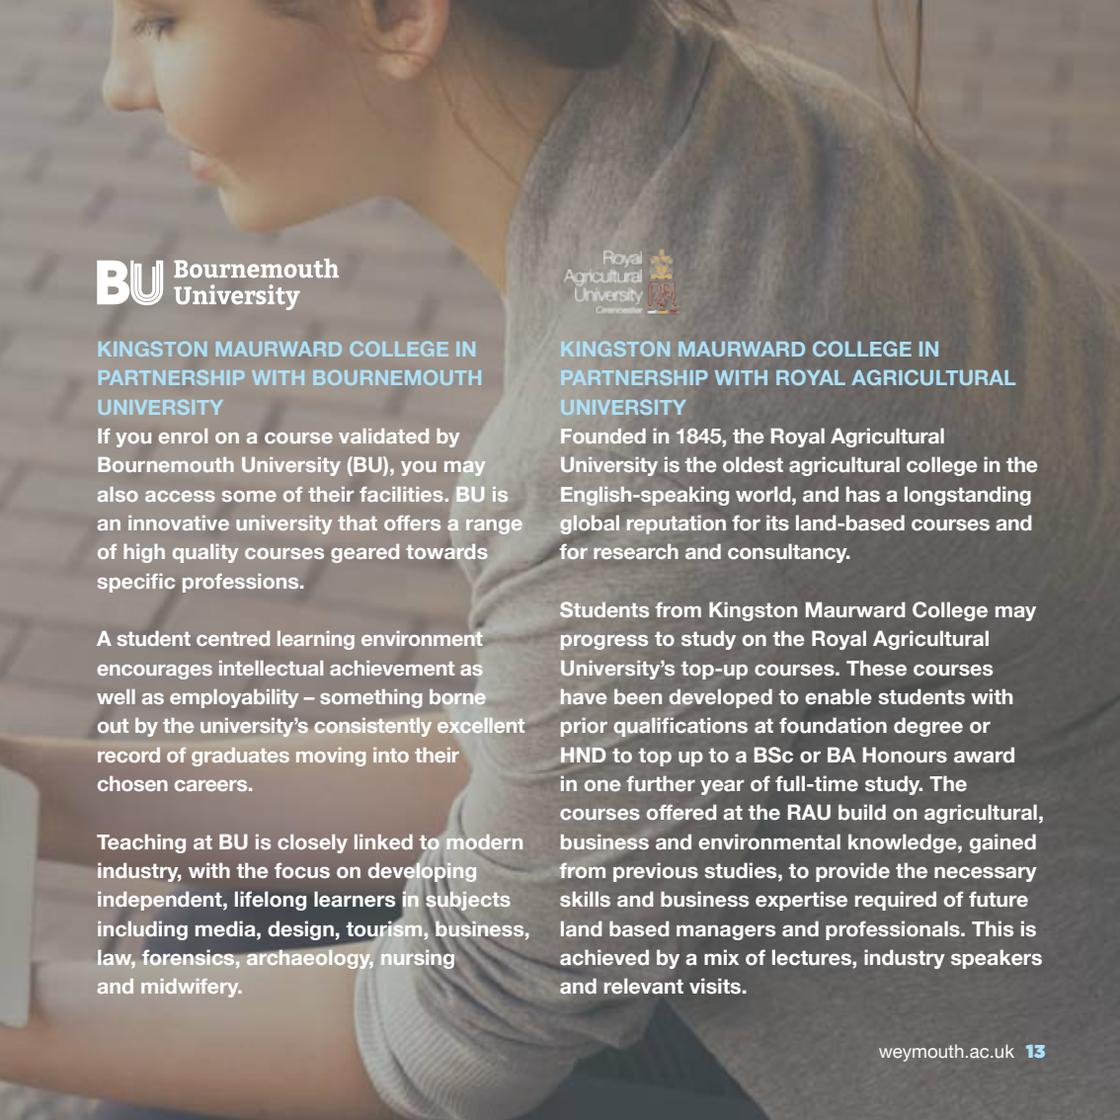 BU Bournemouth
University
KINGSTON MAURWARD COLLEGE IN
PARTNERSHIP WITH BOURNEMOUTH
UNIVERSITY
If you enrol on a course validated by
Bournemouth University (BU), you may
also access some of their facilities. BU is
an innovative university that offers a range
of high quality courses geared towards
specific professions.
A student centred learning environment
encourages intellectual achievement as
well as employability – something borne
out by the university's consistently excellent
record of graduates moving into their
chosen careers.
Teaching at BU is closely linked to modern
industry, with the focus on developing
independent, lifelong learners in subjects
including media, design, tourism, business,
law, forensics, archaeology, nursing
and midwifery.
Royal
Agricultural
University
Cirencester
KINGSTON MAURWARD COLLEGE IN
PARTNERSHIP WITH ROYAL AGRICULTURAL
UNIVERSITY
Founded in 1845, the Royal Agricultural
University is the oldest agricultural college in the
English-speaking world, and has a longstanding
global reputation for its land-based courses and
for research and consultancy.
Students from Kingston Maurward College may
progress to study on the Royal Agricultural
University's top-up courses. These courses
have been developed to enable students with
prior qualifications at foundation degree or
HND to top up to a BSc or BA Honours award
in one further year of full-time study. The
courses offered at the RAU build on agricultural,
business and environmental knowledge, gained
from previous studies, to provide the necessary
skills and business expertise required of future
land based managers and professionals. This is
achieved by a mix of lectures, industry speakers
and relevant visits.
weymouth.ac.uk 13